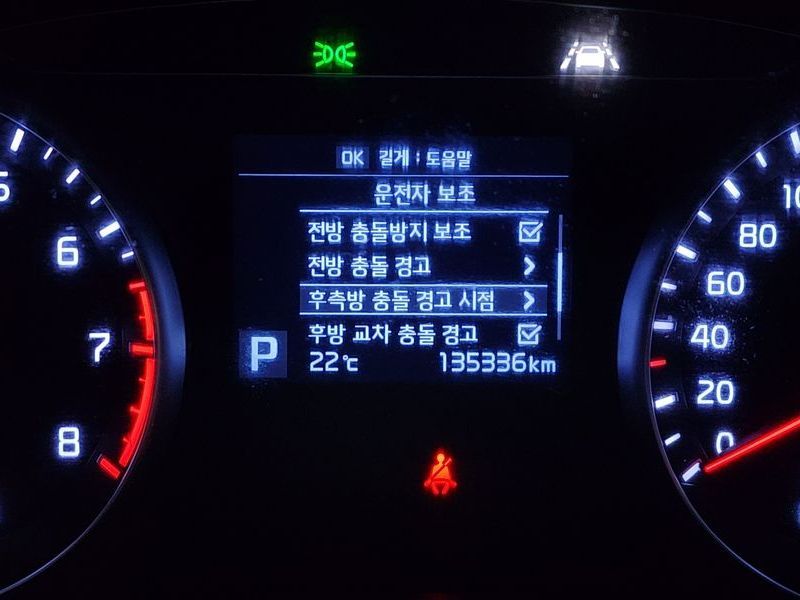 OK 길게 : 도움말
운전자 보조
전방 충돌방지 보조
전방 충돌 경고
후측방 충돌 경고 시점
후방 교차 충돌 경고
P 22℃ 135336km
6
7
8
10
80
60
40
20
0